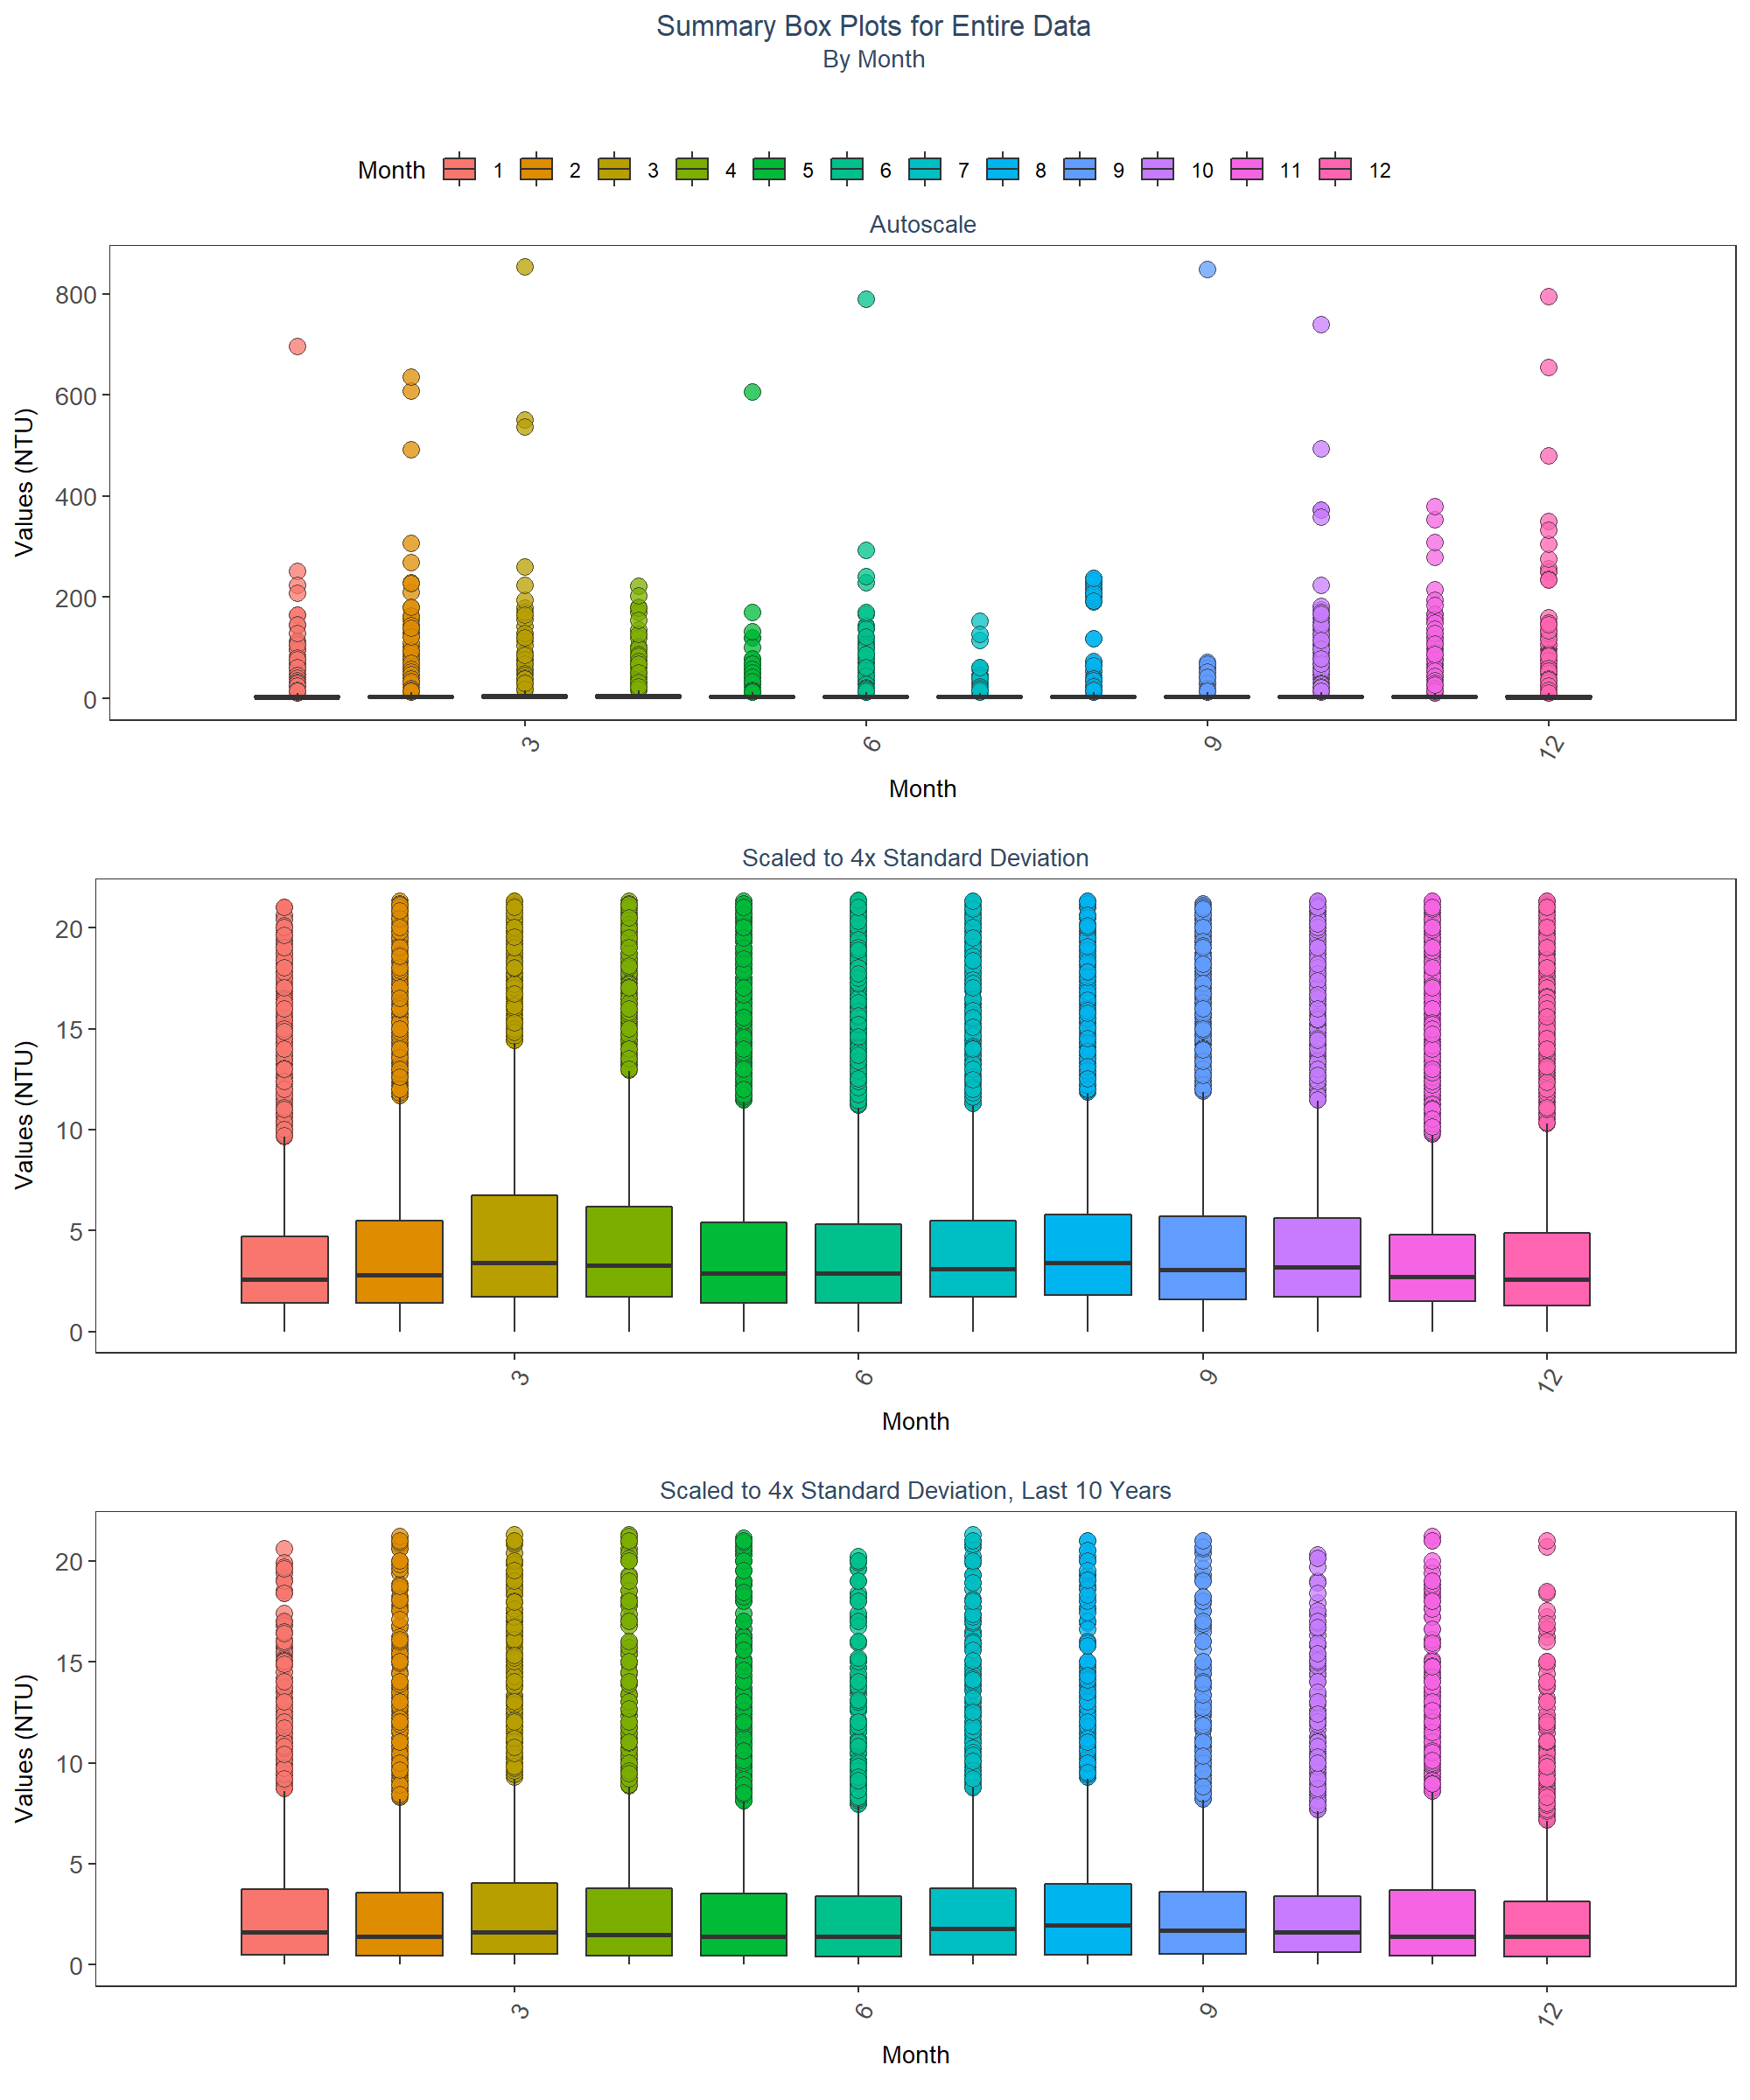 Summary Box Plots for Entire Data
By Month
Month 1 2 3 4 5 6 7 8 9 10 11 12
Autoscale
Values (NTU)
800
600
400
200
0
3 6 9 12
Month
Scaled to 4x Standard Deviation
Values (NTU)
20
15
10
5
0
3 6 9 12
Month
Scaled to 4x Standard Deviation, Last 10 Years
Values (NTU)
20
15
10
5
0
3 6 9 12
Month